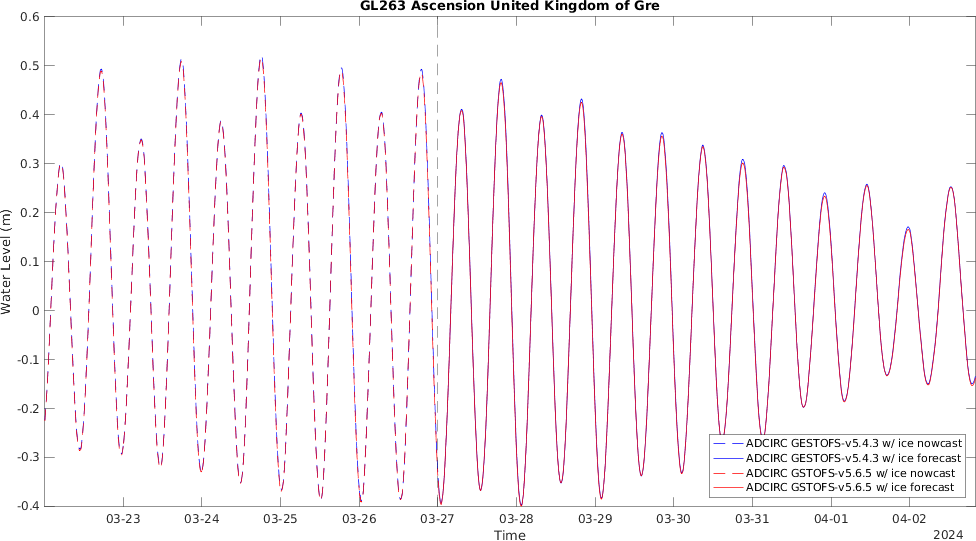 GL263 Ascension United Kingdom of Gre
0.6
0.5
0.4
0.3
0.2
0.1
0
-0.1
-0.2
-0.3
-0.4
Water Level (m)
ADCIRC GESTOFS-v5.4.3 w/ ice nowcast
ADCIRC GESTOFS-v5.4.3 w/ ice forecast
ADCIRC GSTOFS-v5.6.5 w/ ice nowcast
ADCIRC GSTOFS-v5.6.5 w/ ice forecast
03-23 03-24 03-25 03-26 03-27 03-28 03-29 03-30 03-31 04-01 04-02
Time
2024